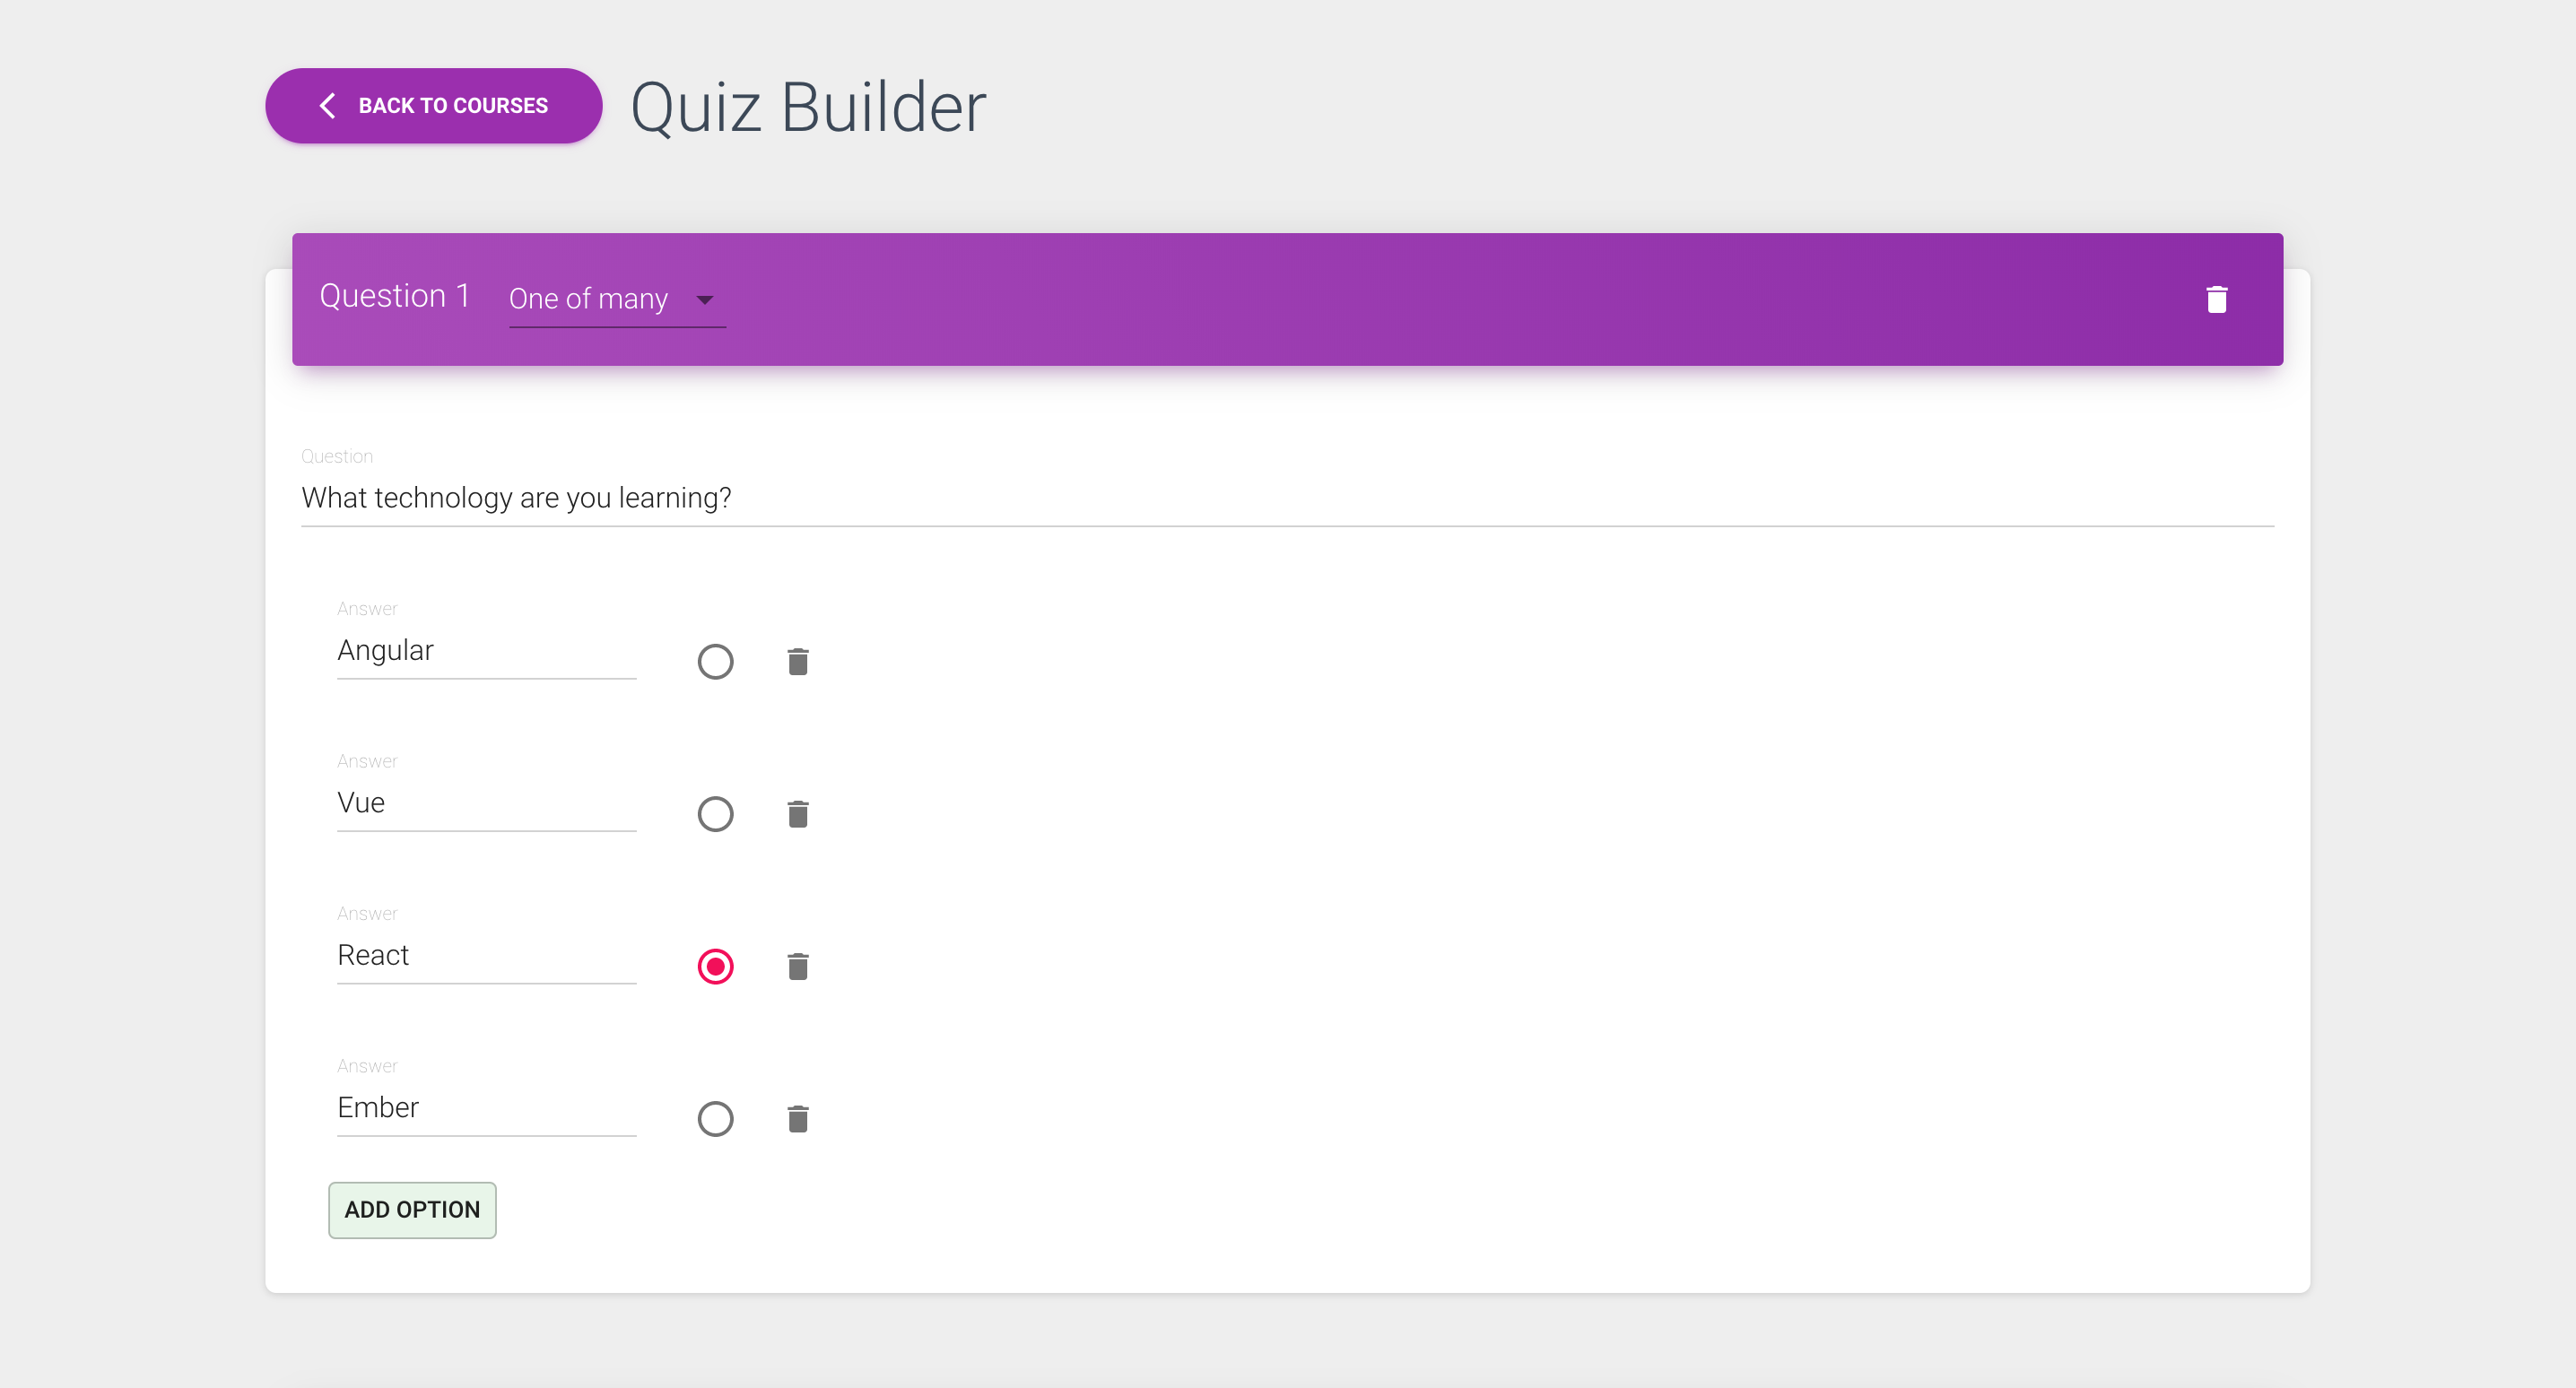 BACK TO COURSES
Quiz Builder
Question 1
One of many
Question
What technology are you learning?
Answer
Angular
Answer
Vue
Answer
React
Answer
Ember
ADD OPTION